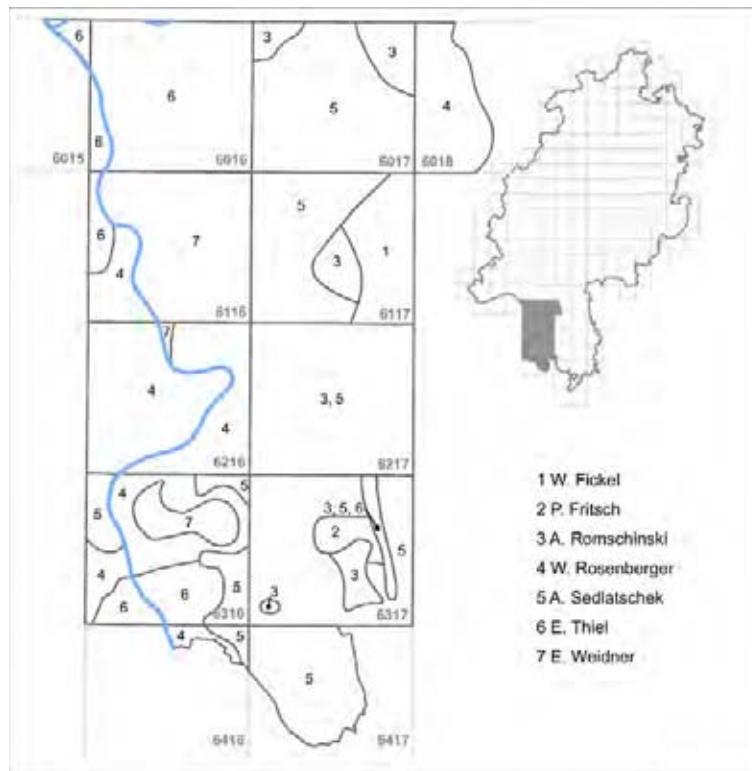 6 3 3
6 5 4
6
6015 6016 6017 6018
5
6 7 3 1
4
6116 6117
7
4 3, 5
4
6216 6217
4 5
5 7 3, 5, 6
2 5
3
4 6 6 5 3
6316 6317
4 5
5
6416 6417
1 W. Fickel
2 P. Fritsch
3 A. Romschinski
4 W. Rosenberger
5 A. Sedlatschek
6 E. Thiel
7 E. Weidner